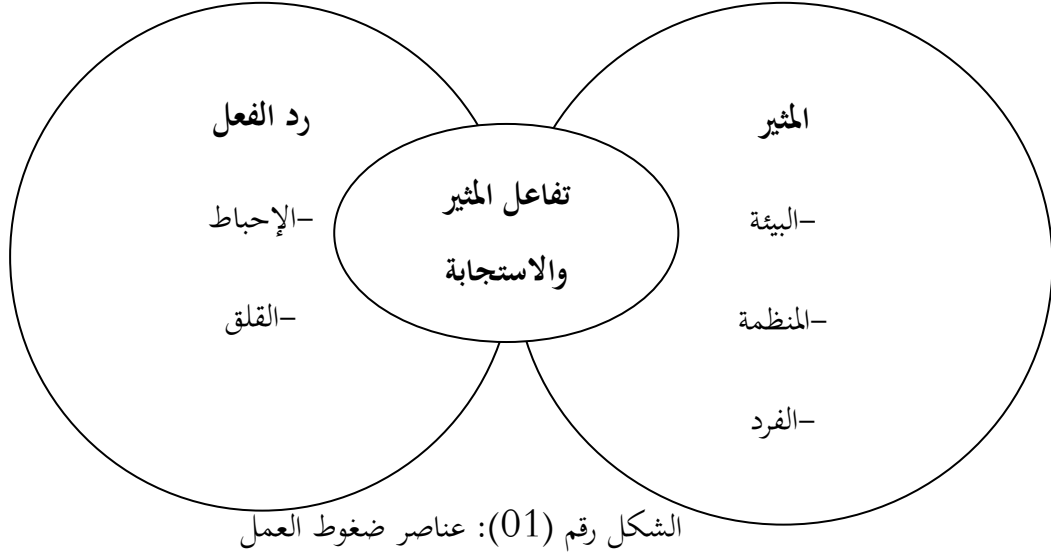 المثير
-البيئة
-المنظمة
-الفرد
تفاعل المثير
والاستجابة
رد الفعل
-الإحباط
-القلق
الشكل رقم (01): عناصر ضغوط العمل